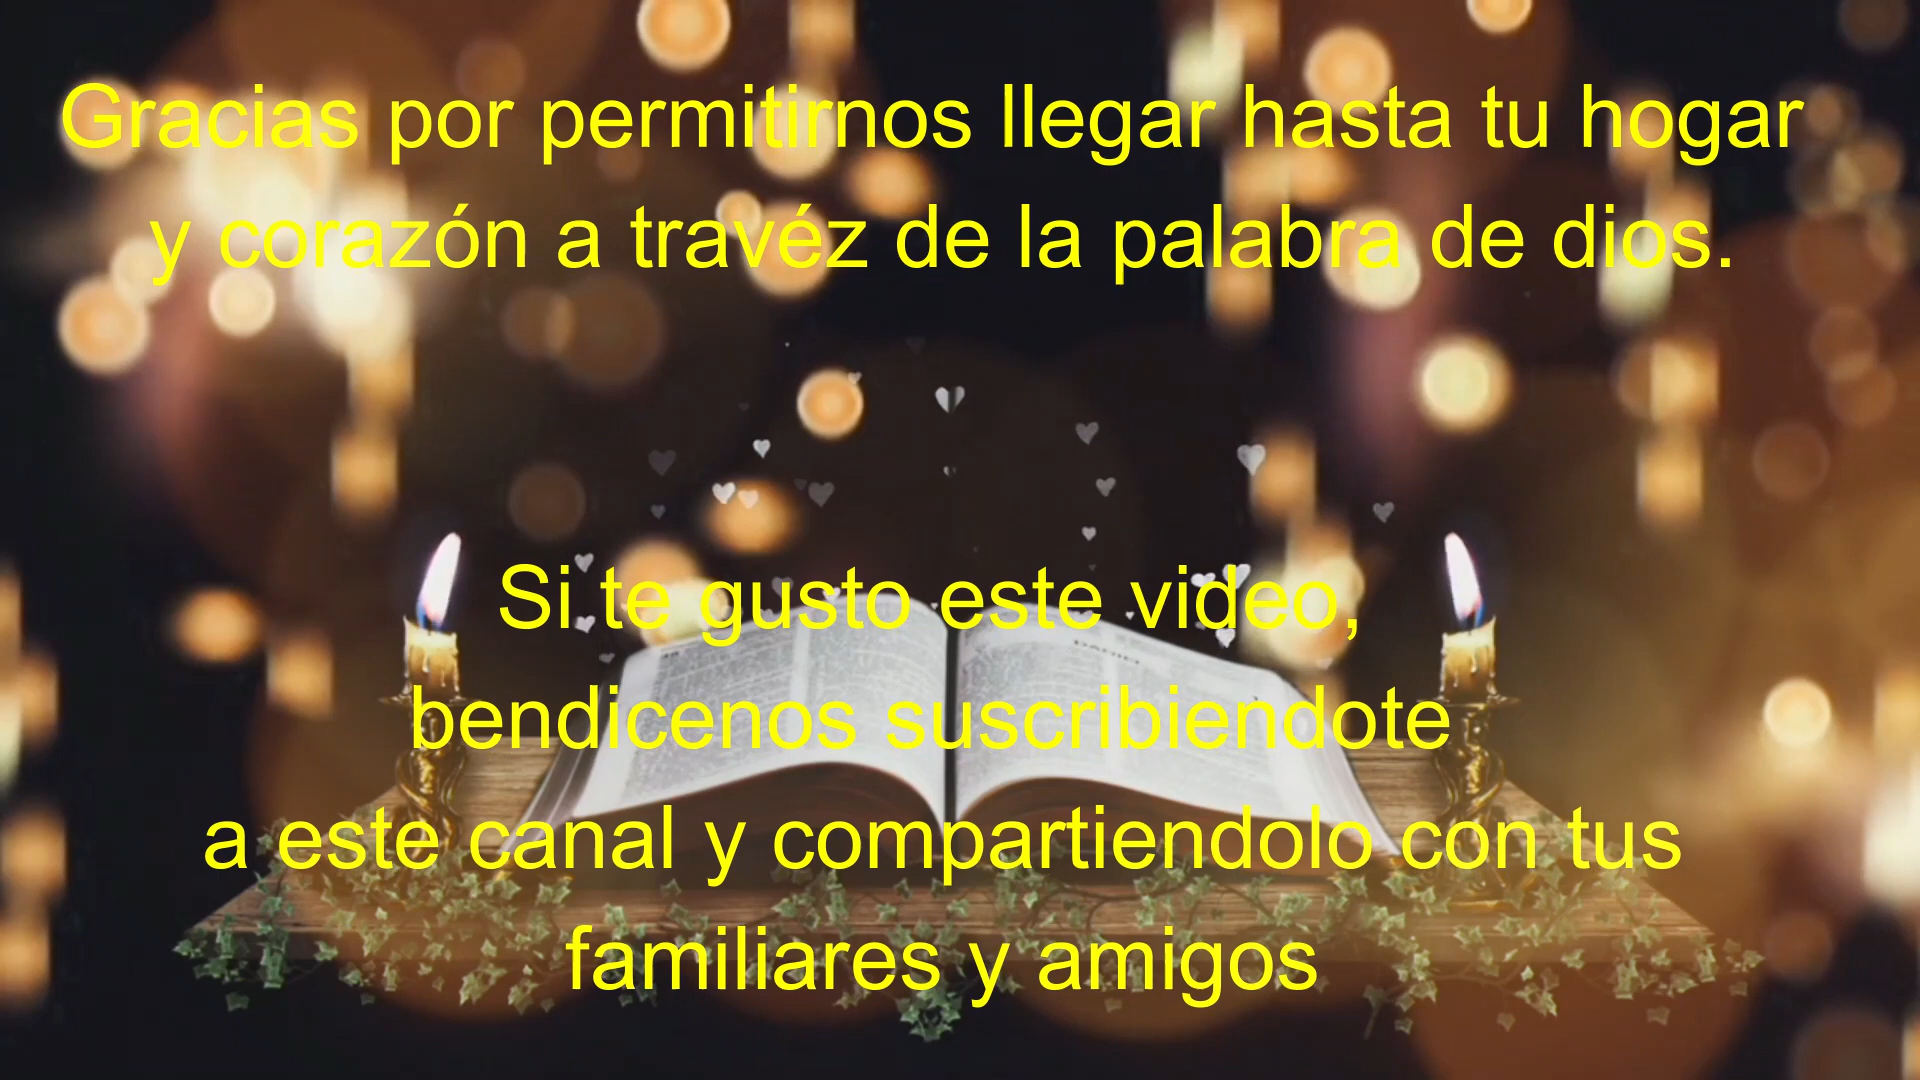 Gracias por permitirnos llegar hasta tu hogar
y corazón a travéz de la palabra de dios.
Si te gusto este video,
bendicenos suscribiendote
a este canal y compartiendolo con tus
familiares y amigos
DANIEL